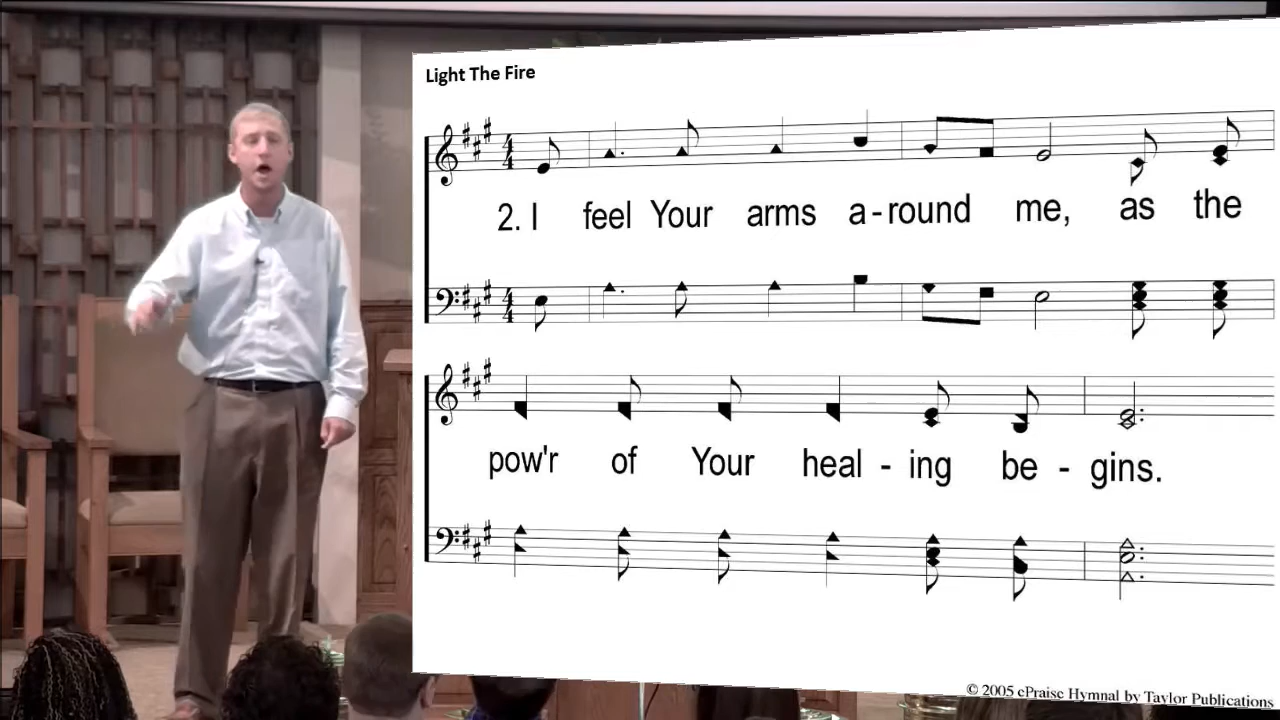 Light The Fire
2. I feel Your arms a-round me, as the
pow'r of Your heal - ing be - gins.
© 2005 ePraise Hymnal by Taylor Publications